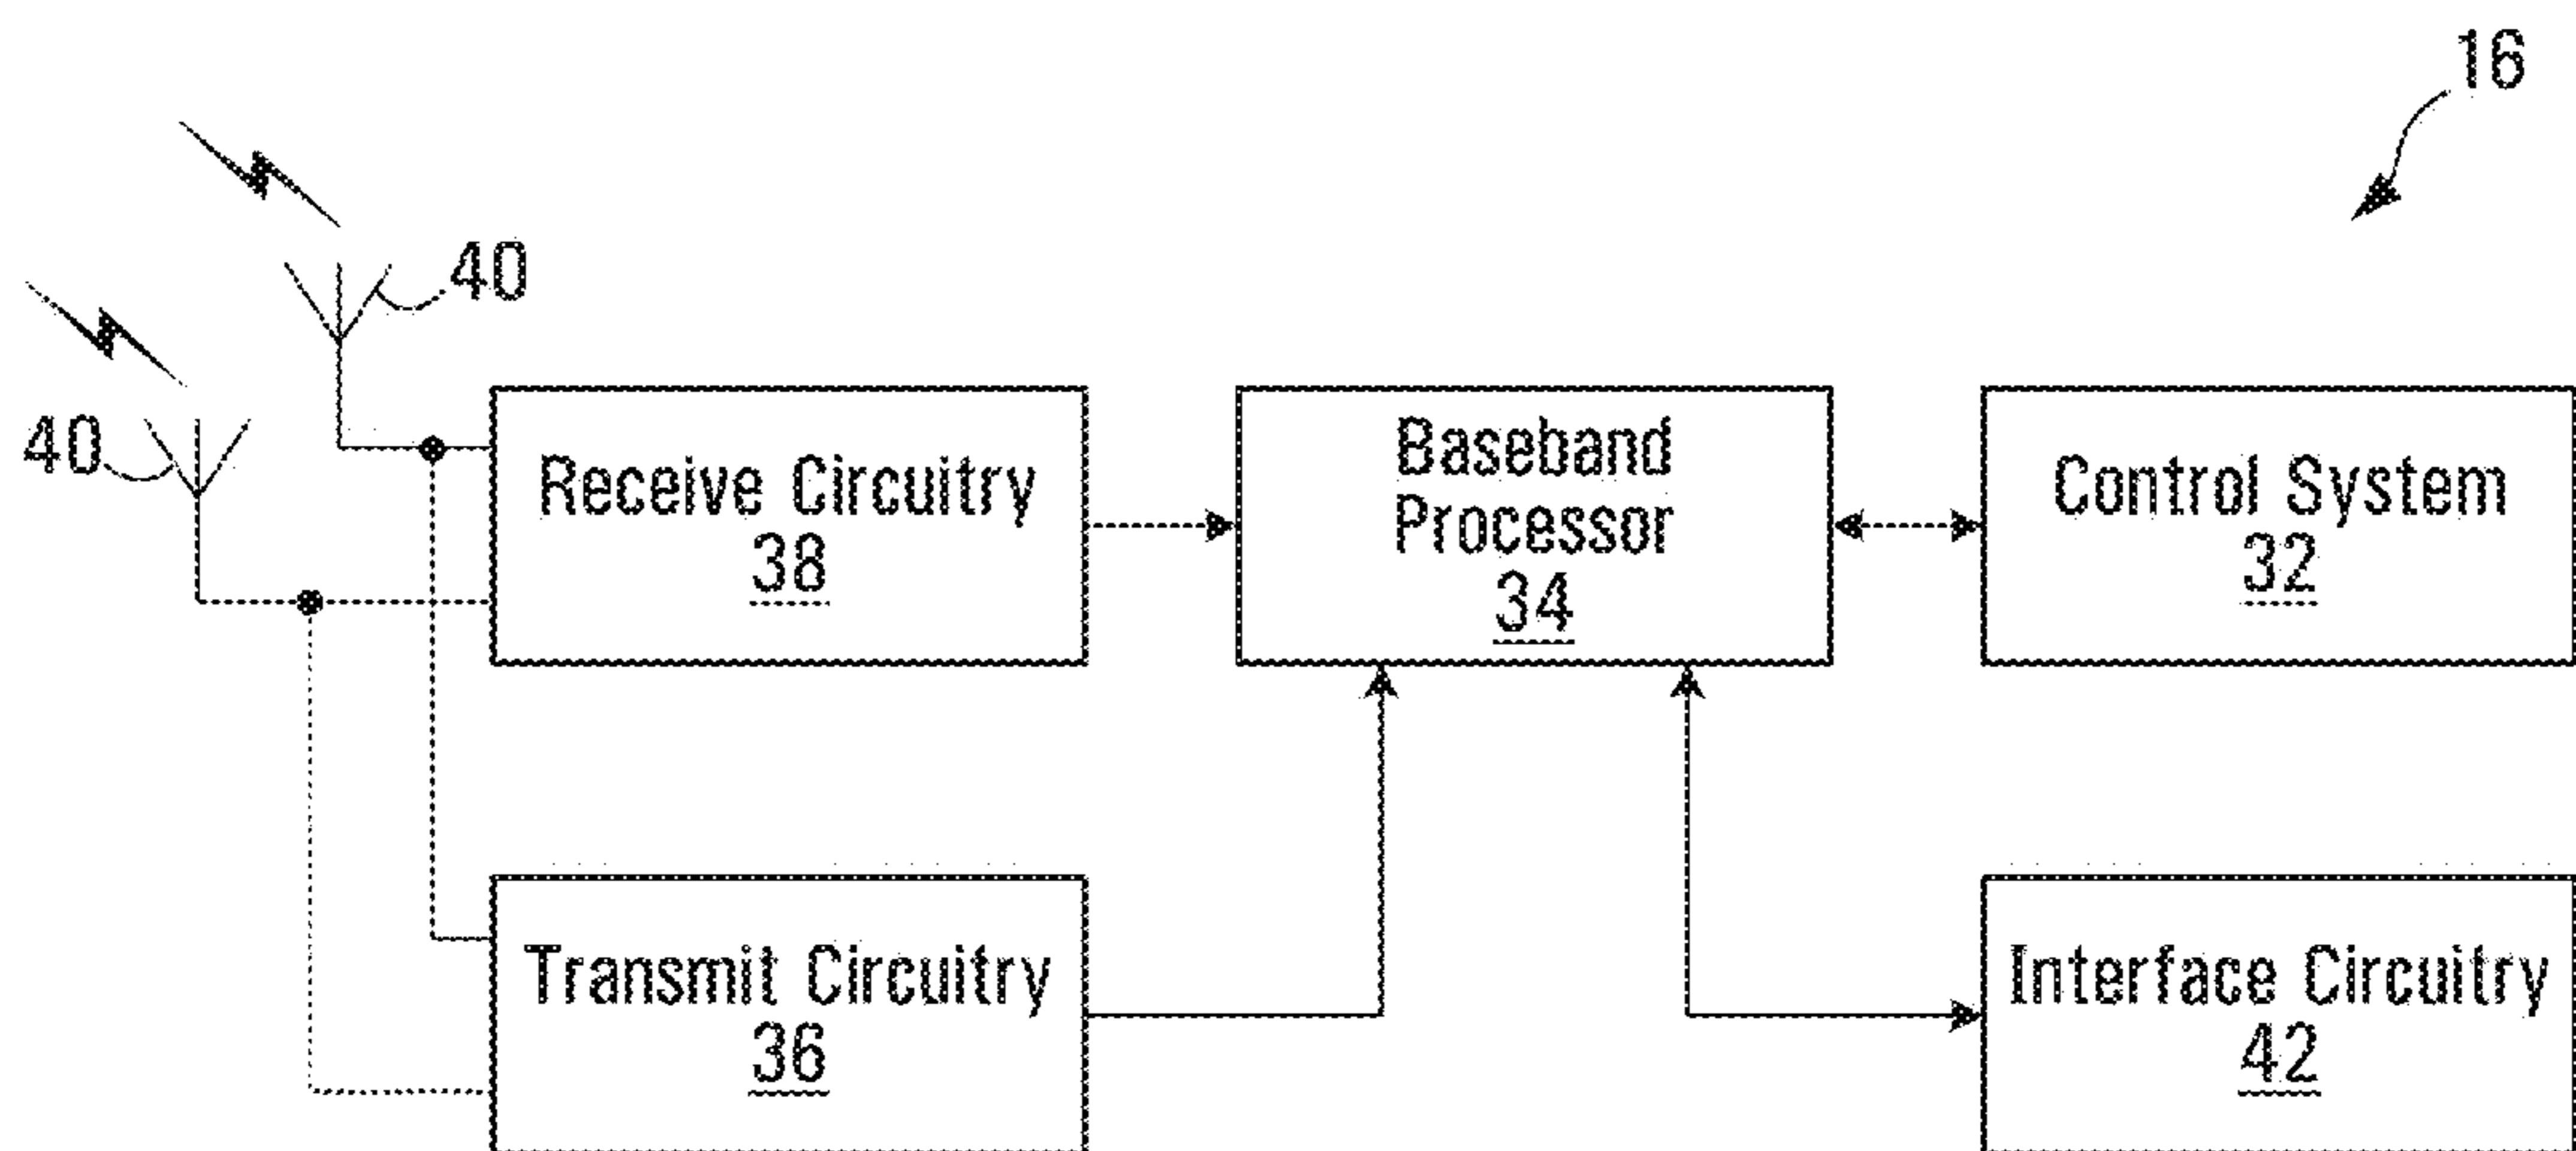 16
40
40
Receive Circuitry
38
Baseband
Processor
34
Control System
32
Transmit Circuitry
36
Interface Circuitry
42